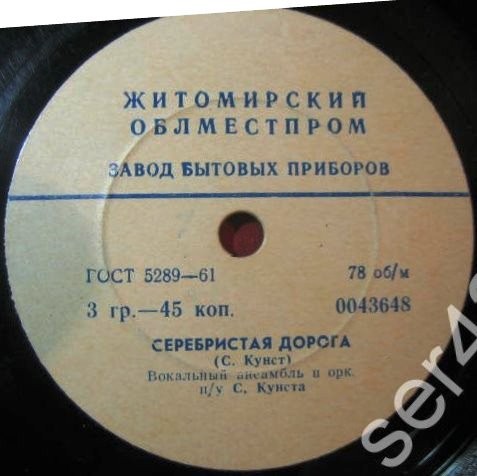 ЖИТОМИРСКИЙ
ОБЛМЕСТПРОМ
ЗАВОД БЫТОВЫХ ПРИБОРОВ
ГОСТ 5289—61 78 об/м
3 гр.—45 коп. 0043648
СЕРЕБРИСТАЯ ДОРОГА
(С. Кунст)
Вокальный ансамбль и орк.
п/у С. Кунста